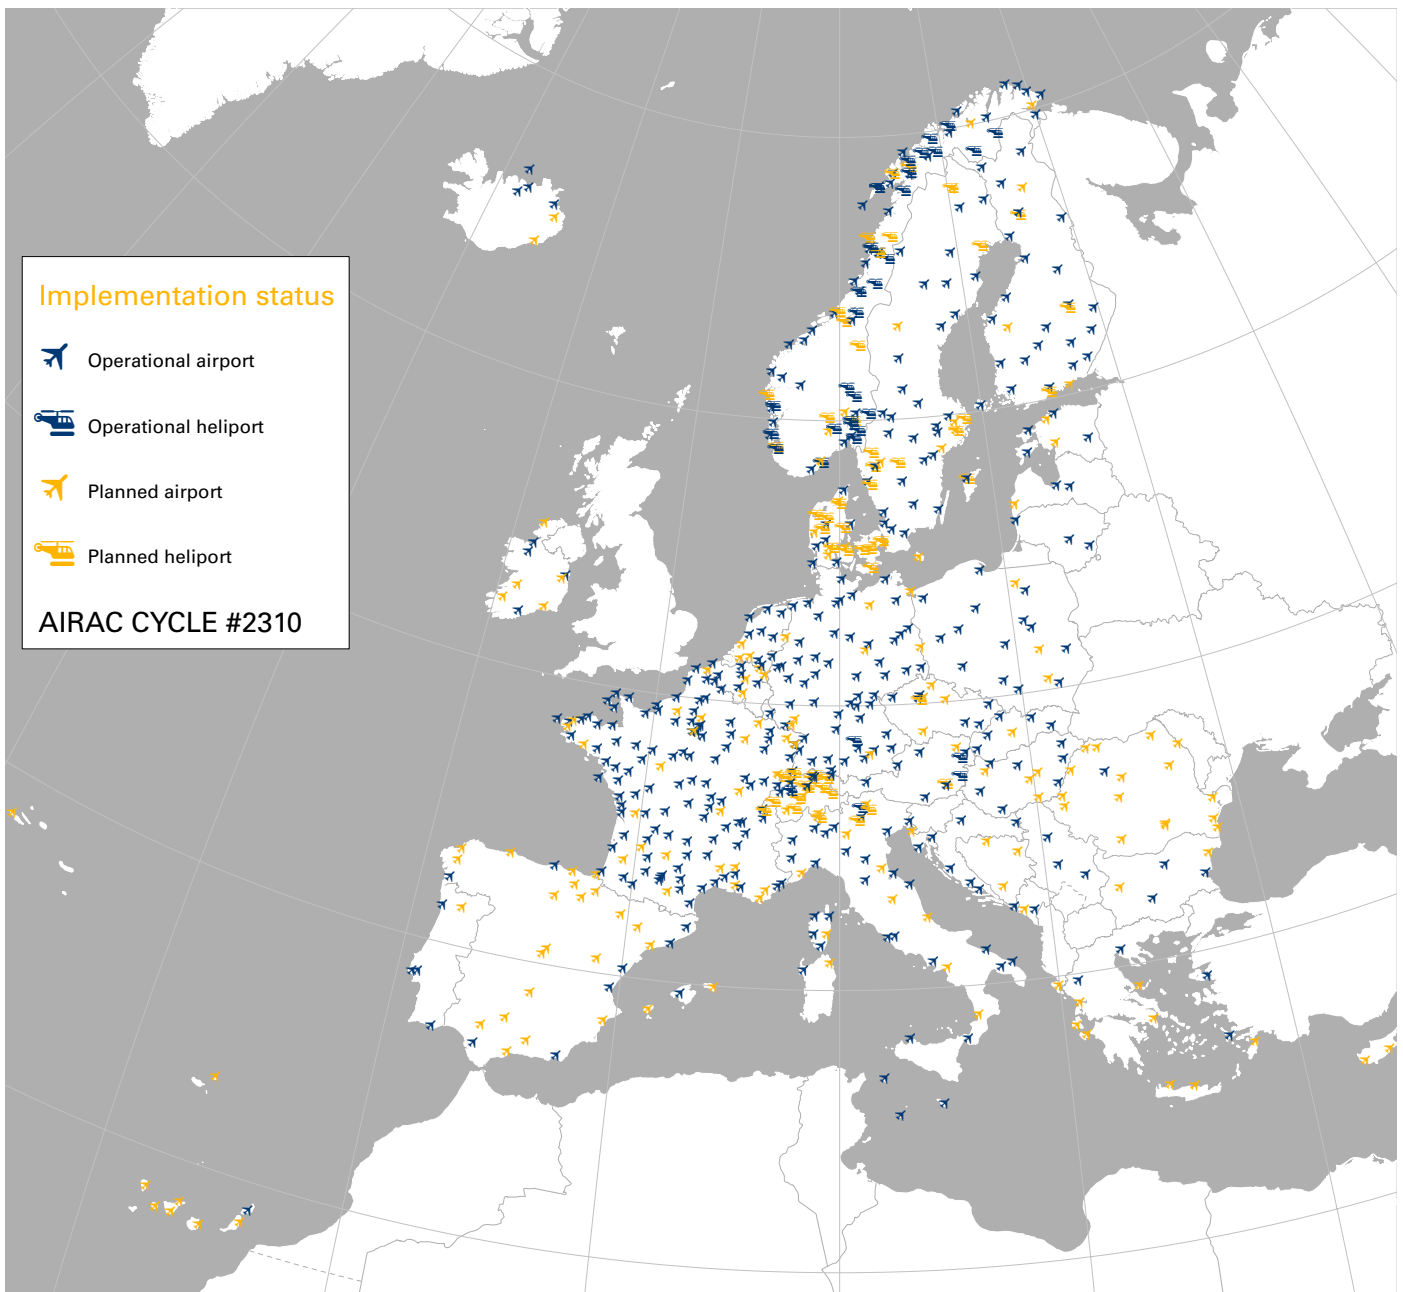 Implementation status
Operational airport
Operational heliport
Planned airport
Planned heliport
AIRAC CYCLE #2310